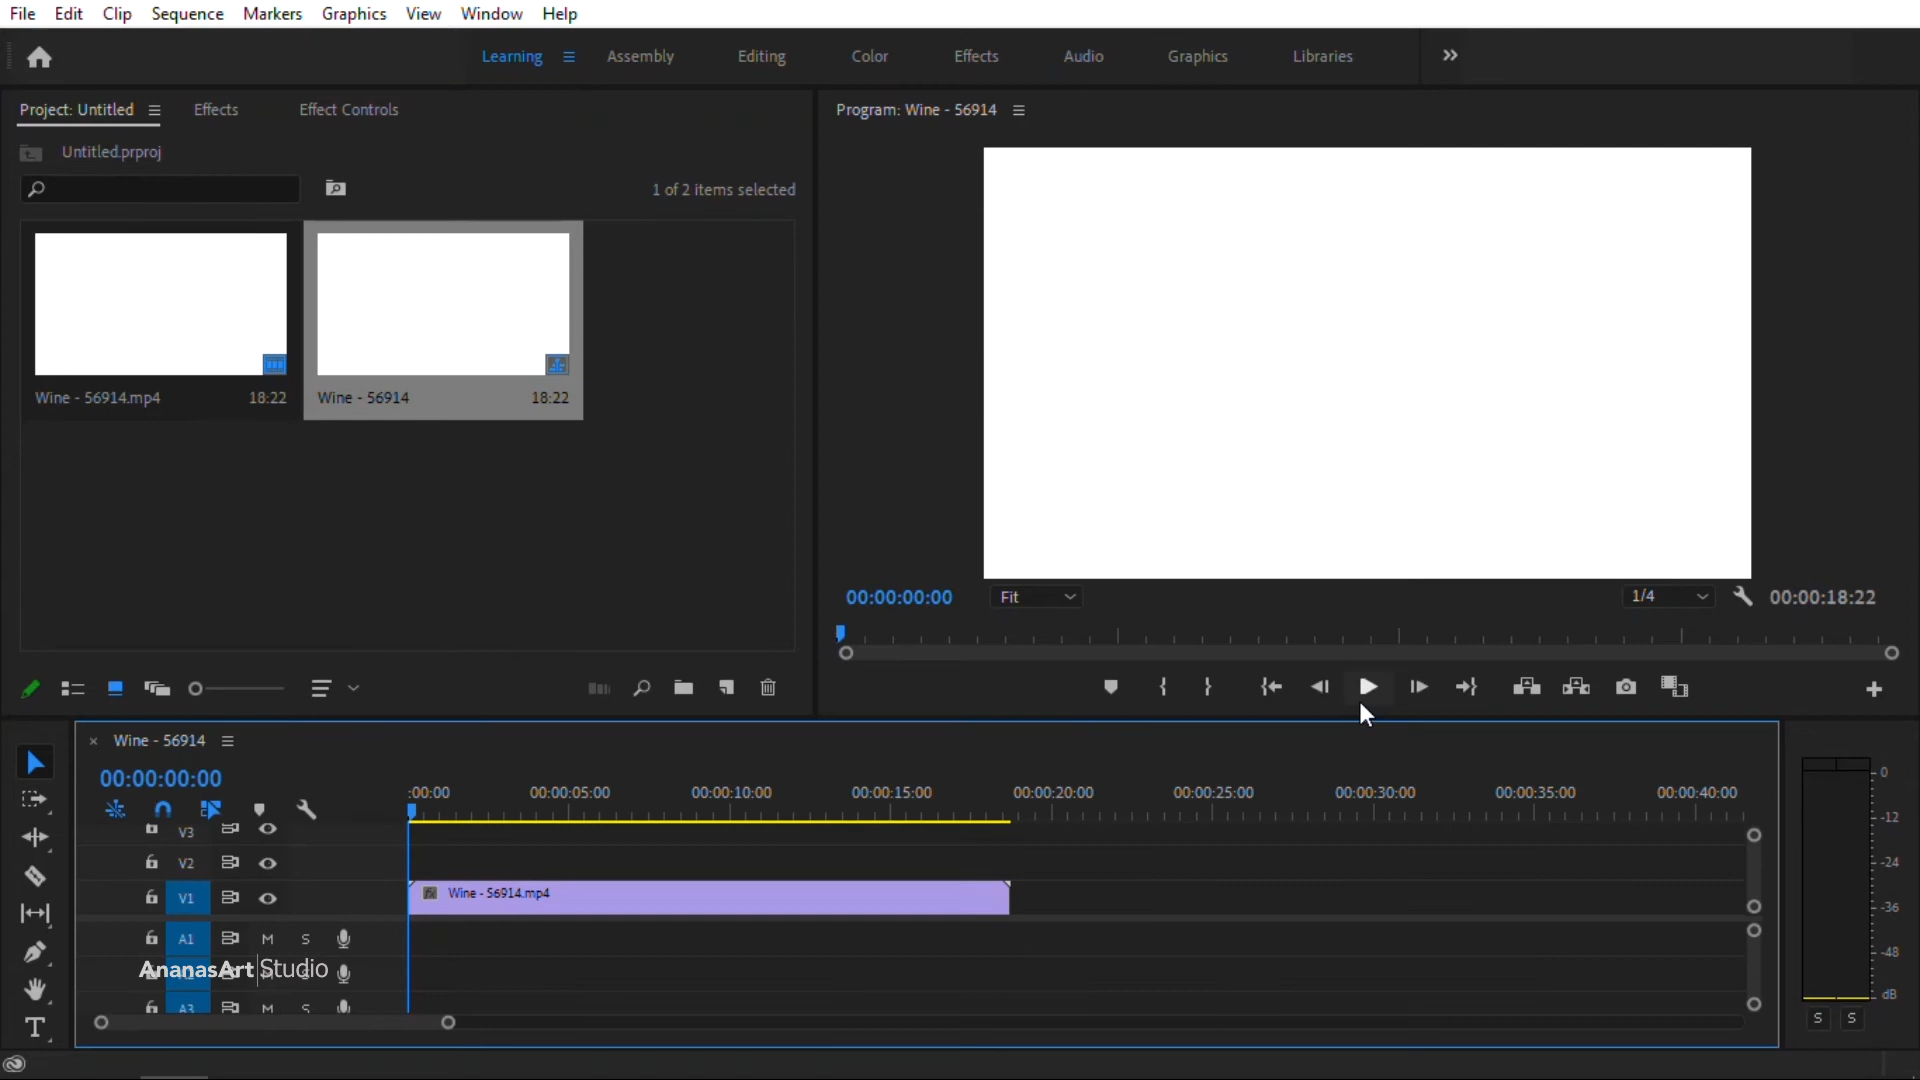 File Edit Clip Sequence Markers Graphics View Window Help
Learning Assembly Editing Color Effects Audio Graphics Libraries
Project: Untitled Effects Effect Controls
Untitled.prproj
1 of 2 items selected
Wine - 56914.mp4 18:22
Wine - 56914 18:22
Program: Wine - 56914
00:00:00:00 Fit 1/4 00:00:18:22
Wine - 56914
00:00:00:00
:00:00 00:00:05:00 00:00:10:00 00:00:15:00 00:00:20:00 00:00:25:00 00:00:30:00 00:00:35:00 00:00:40:00
V3
V2
V1 fx Wine - 56914.mp4
A1 M S
AnanasArt Studio
A3 M S
T
0
-12
-24
-36
-48
dB
S S